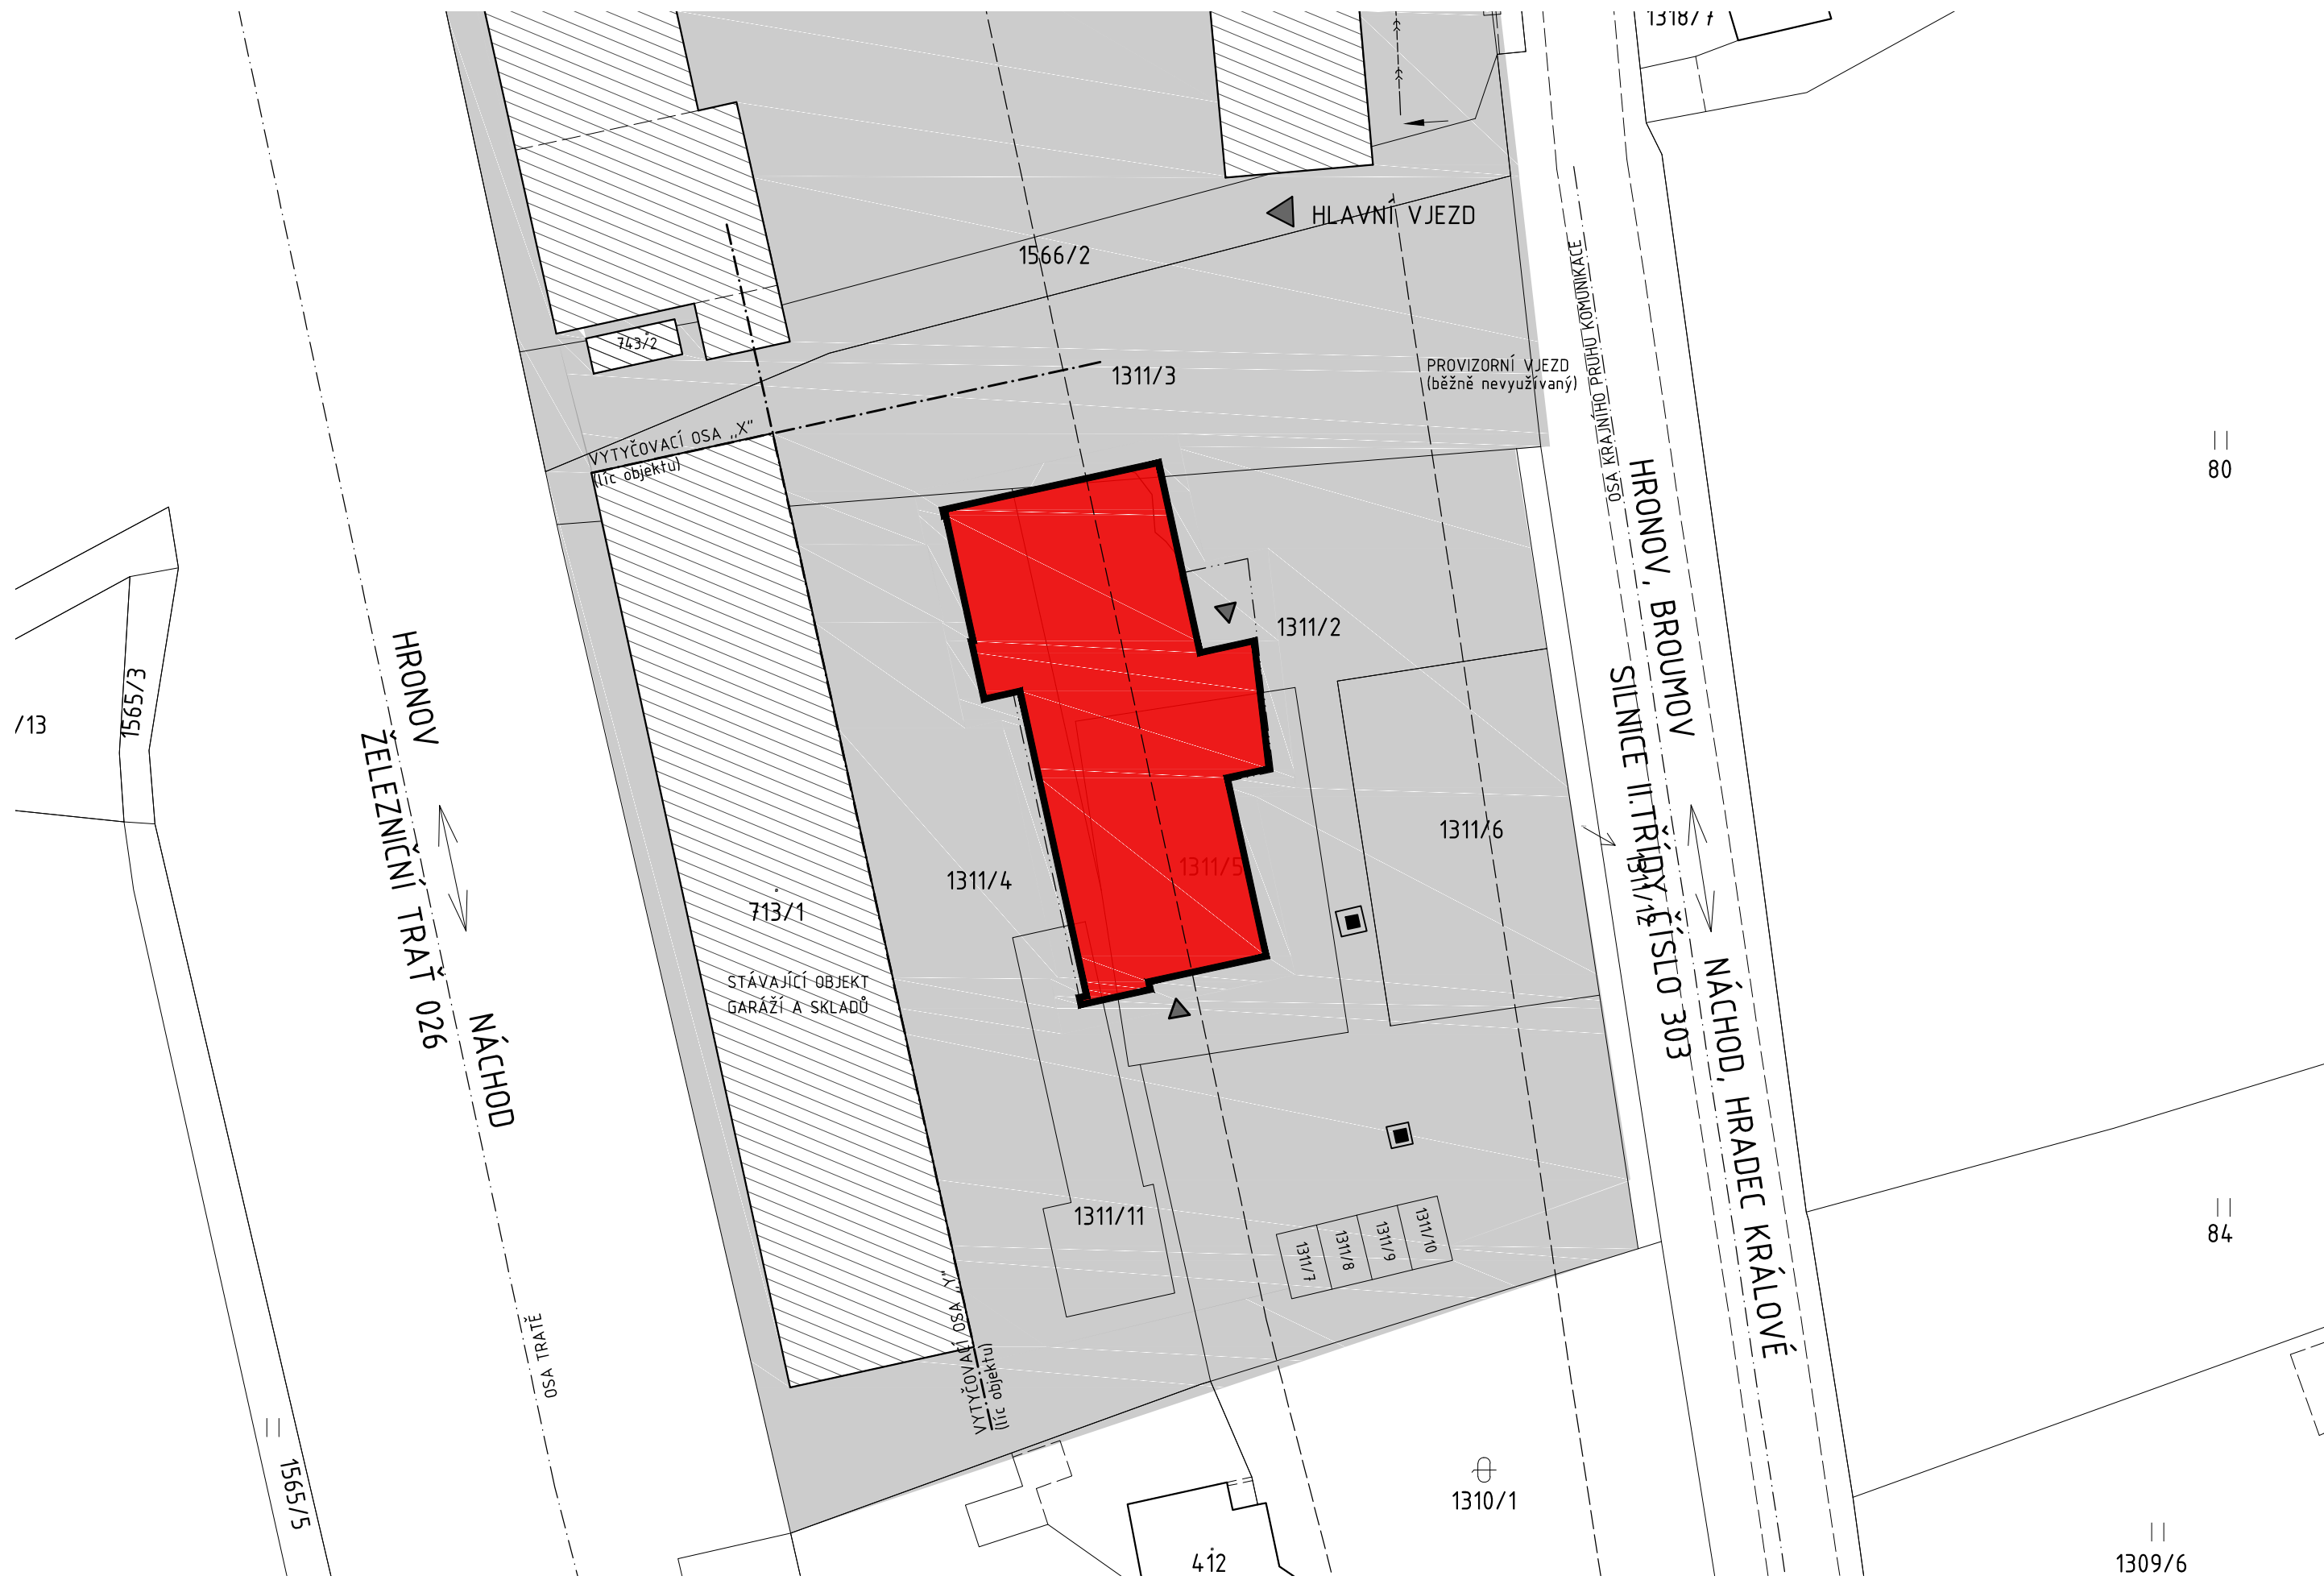 1318/7
HLAVNÍ VJEZD
1566/2
743/2
1311/3
PROVIZORNÍ VJEZD
(běžně nevyužívaný)
OSA KRAJNÍHO PRUHU KOMUNIKACE
VYTYČOVACÍ OSA „X"
(líc objektu)
80
HRONOV, BROUMOV
1311/2
HRONOV
1565/3
/13
ŽELEZNIČNÍ TRAŤ 026
SILNICE II.TŘÍDY ČÍSLO 303
1311/6
1311/5
1311/4
1311/12
713/1
STÁVAJÍCÍ OBJEKT
GARÁŽÍ A SKLADŮ
NÁCHOD
NÁCHOD, HRADEC KRÁLOVÉ
1311/11
1311/7
1311/8
1311/9
1311/10
84
OSA TRATĚ
VYTYČOVACÍ OSA „Y"
(líc objektu)
1565/5
1310/1
412
1309/6